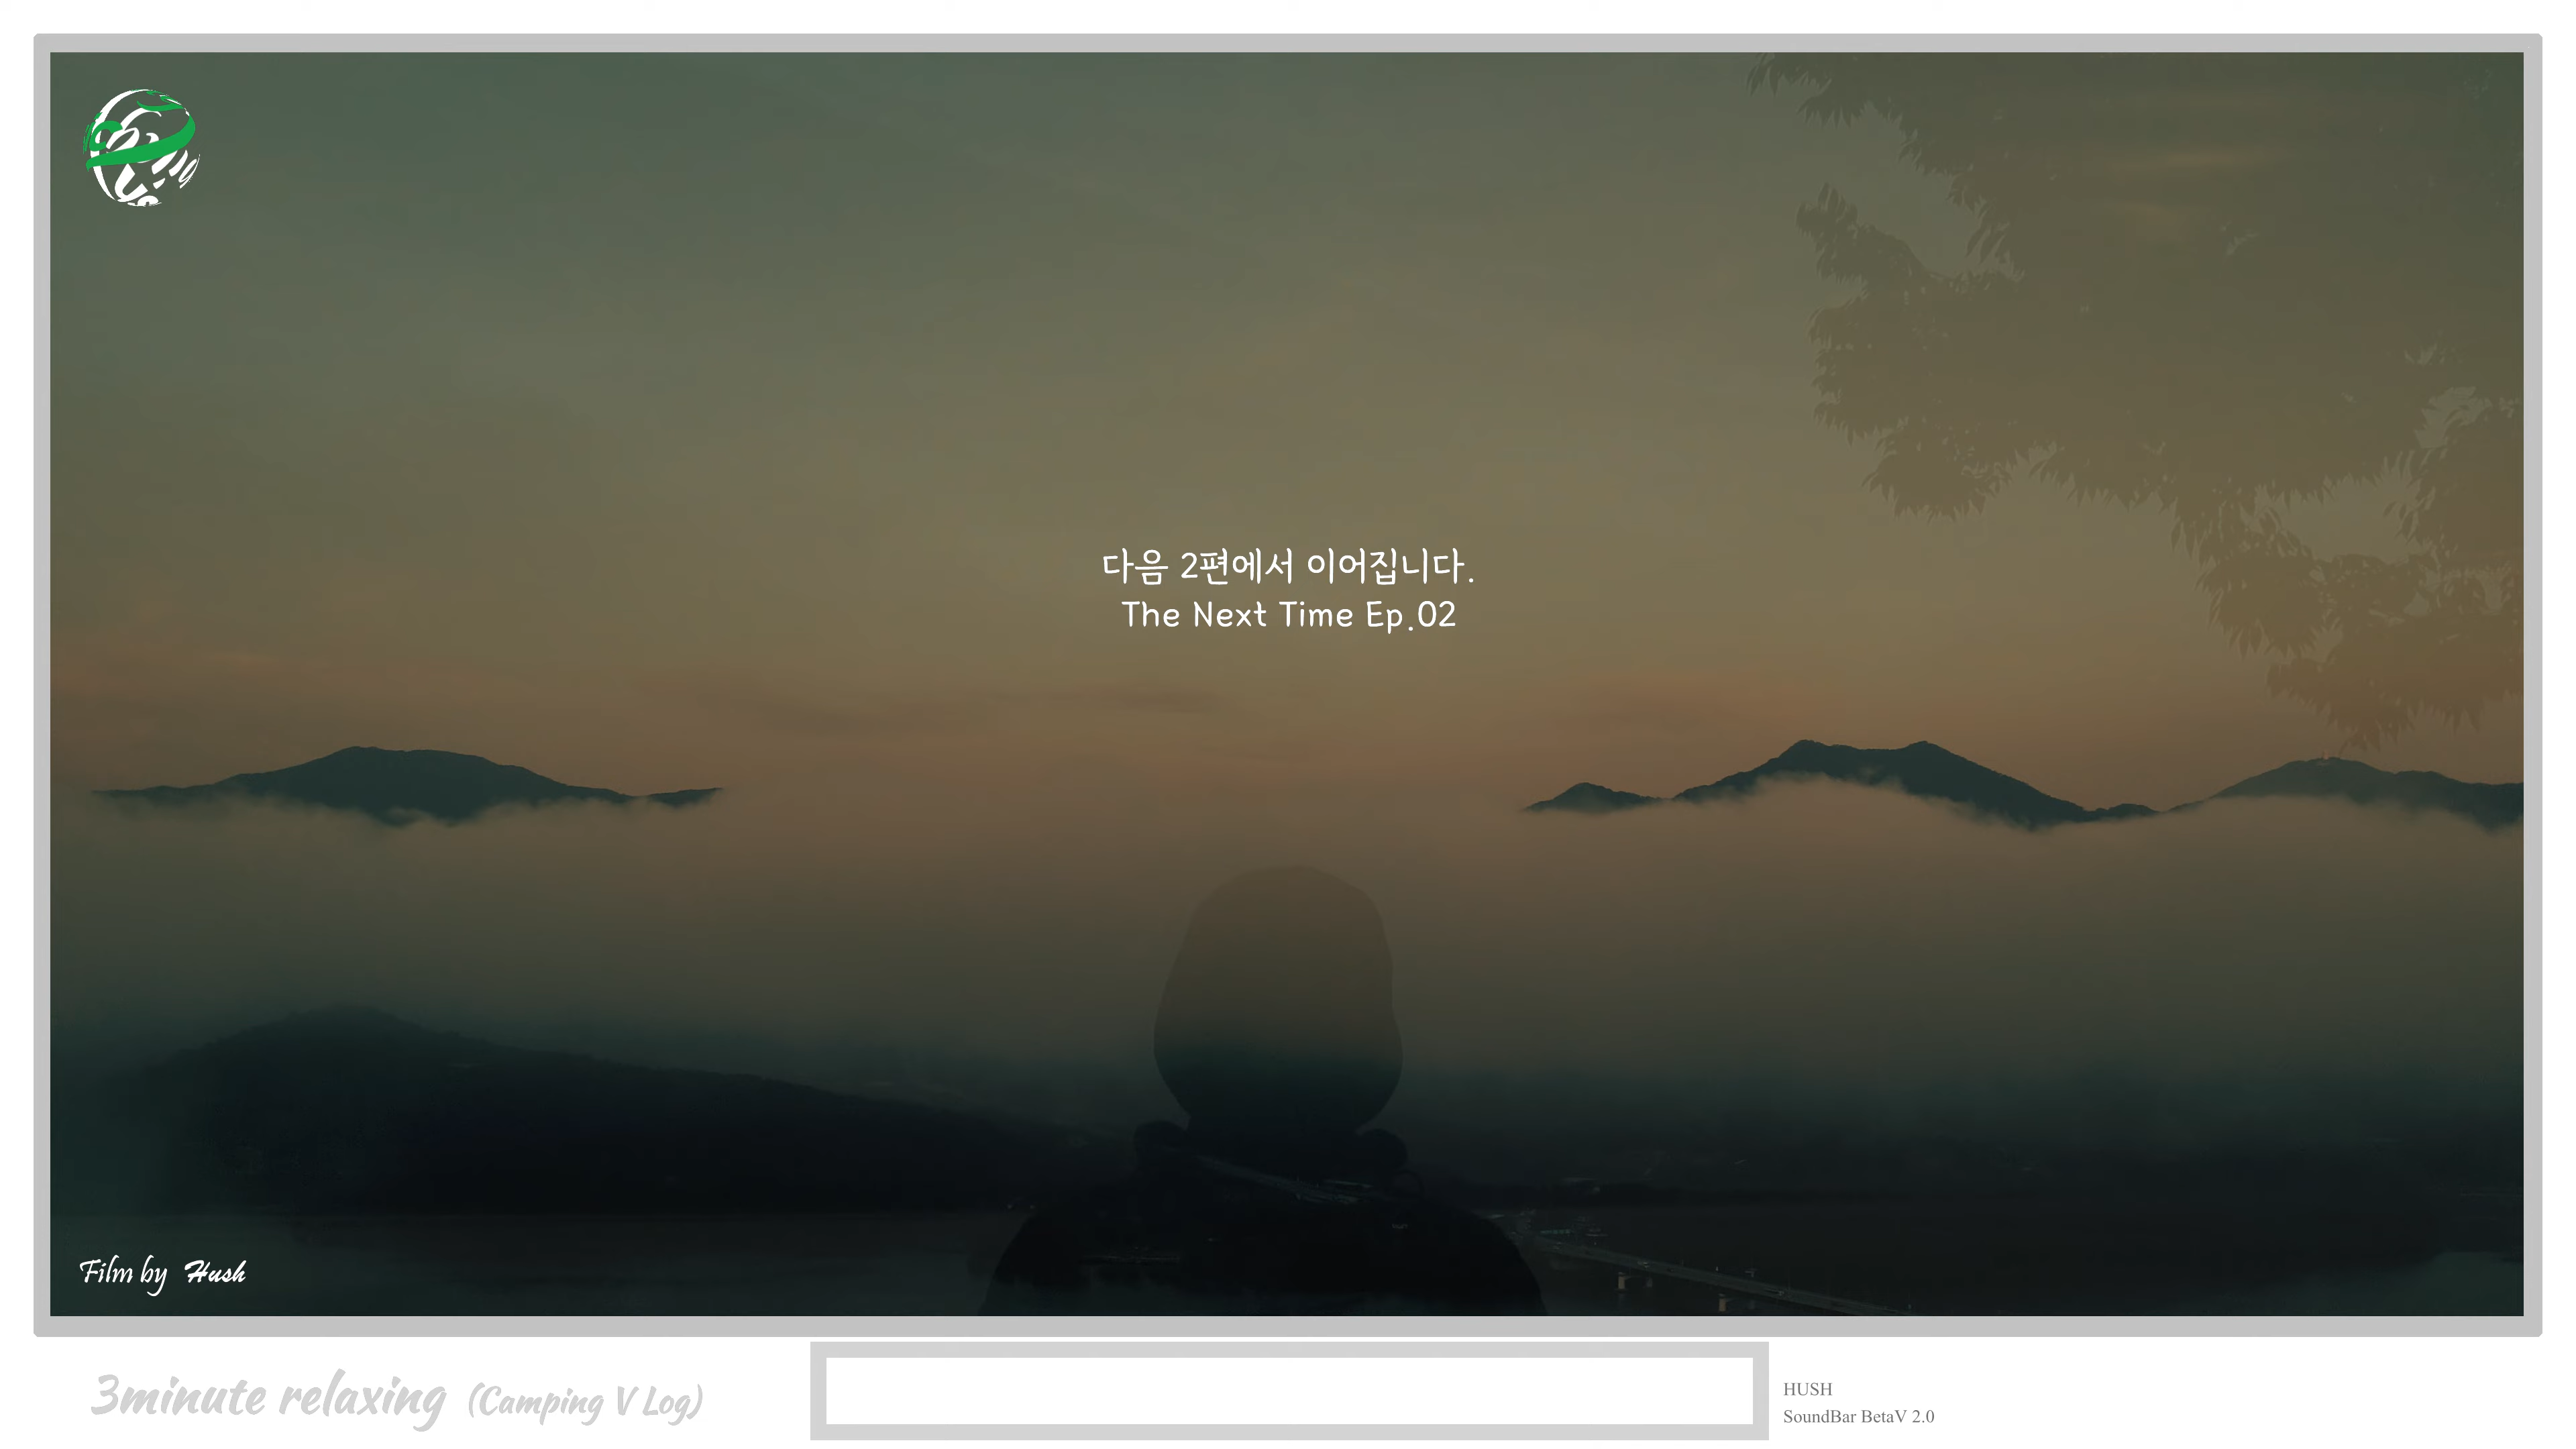 다음 2편에서 이어집니다.
The Next Time Ep.02
Film by Hush
3minute relaxing (Camping V Log)
HUSH
SoundBar BetaV 2.0